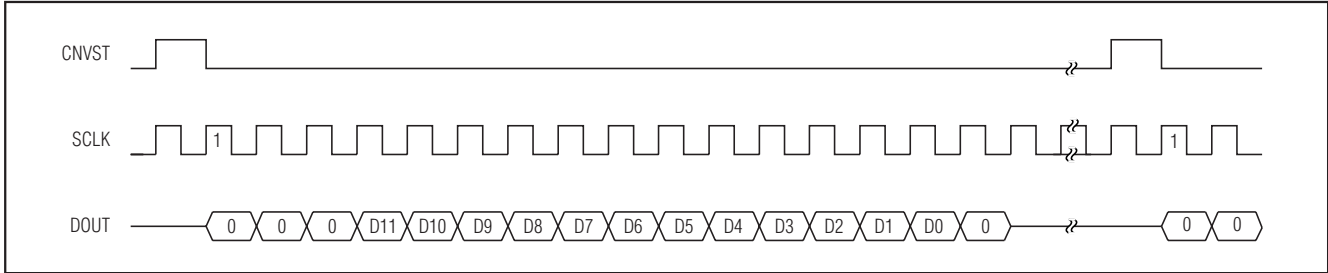 CNVST
SCLK 1 1
DOUT 0 0 0 D11 D10 D9 D8 D7 D6 D5 D4 D3 D2 D1 D0 0 0 0